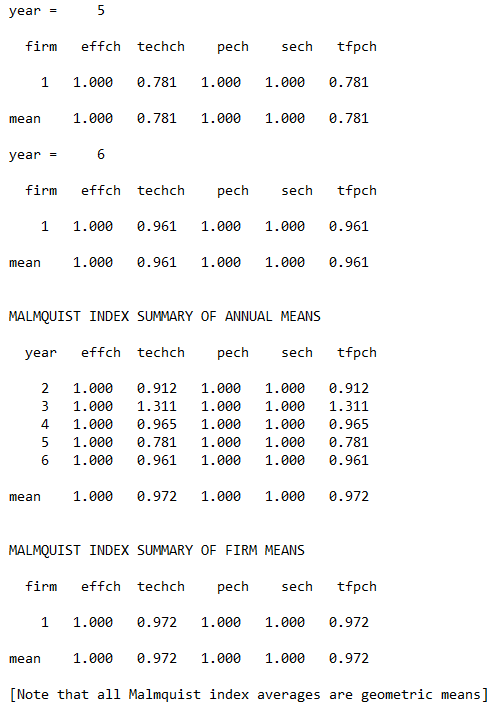 year =     5
firm   effch  techch    pech    sech   tfpch
1   1.000   0.781   1.000   1.000   0.781
mean    1.000   0.781   1.000   1.000   0.781
year =     6
firm   effch  techch    pech    sech   tfpch
1   1.000   0.961   1.000   1.000   0.961
mean    1.000   0.961   1.000   1.000   0.961
MALMQUIST INDEX SUMMARY OF ANNUAL MEANS
year   effch  techch    pech    sech   tfpch
2   1.000   0.912   1.000   1.000   0.912
3   1.000   1.311   1.000   1.000   1.311
4   1.000   0.965   1.000   1.000   0.965
5   1.000   0.781   1.000   1.000   0.781
6   1.000   0.961   1.000   1.000   0.961
mean    1.000   0.972   1.000   1.000   0.972
MALMQUIST INDEX SUMMARY OF FIRM MEANS
firm   effch  techch    pech    sech   tfpch
1   1.000   0.972   1.000   1.000   0.972
mean    1.000   0.972   1.000   1.000   0.972
[Note that all Malmquist index averages are geometric means]